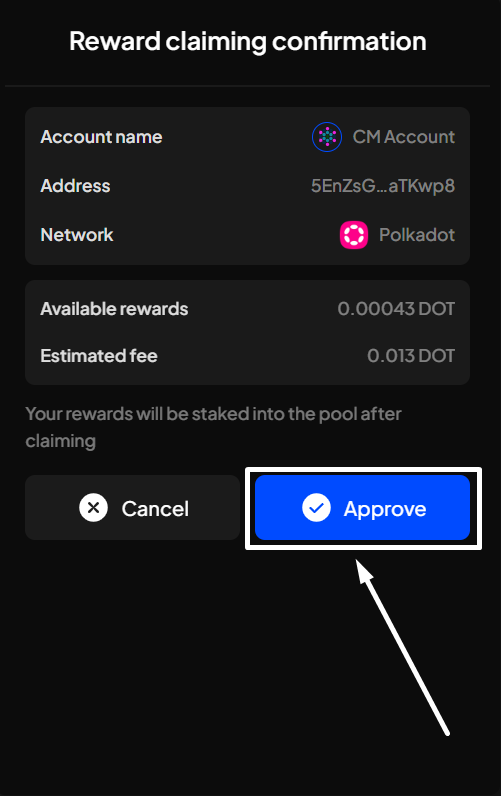 Reward claiming confirmation
Account name CM Account
Address 5EnZsG...aTKwp8
Network Polkadot
Available rewards 0.00043 DOT
Estimated fee 0.013 DOT
Your rewards will be staked into the pool after
claiming
Cancel Approve